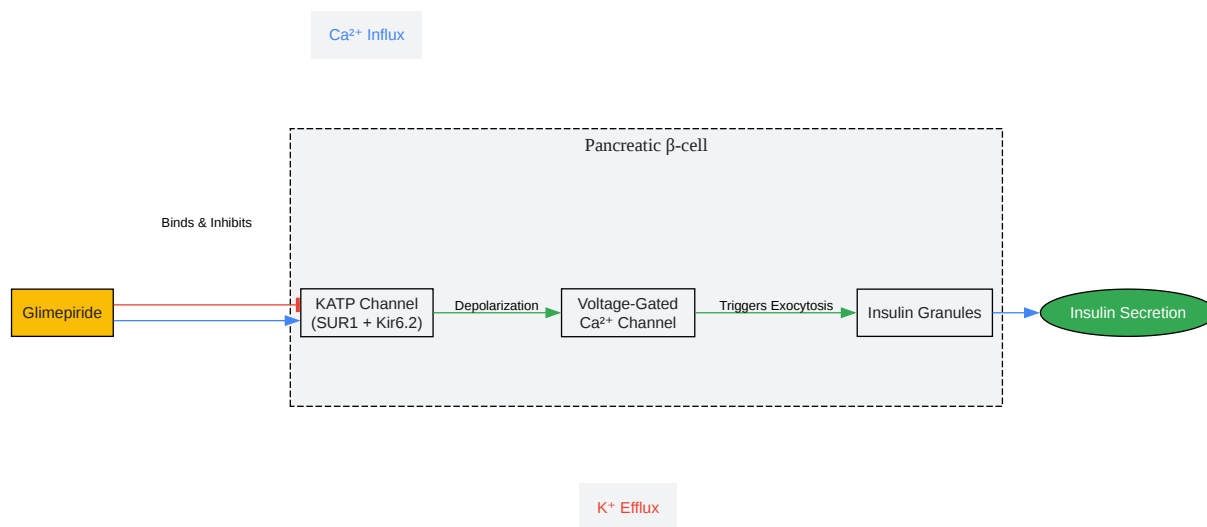 Ca²⁺ Influx
Pancreatic β-cell
Binds & Inhibits
Glimepiride
KATP Channel
(SUR1 + Kir6.2)
Depolarization
Voltage-Gated
Ca²⁺ Channel
Triggers Exocytosis
Insulin Granules
Insulin Secretion
K⁺ Efflux